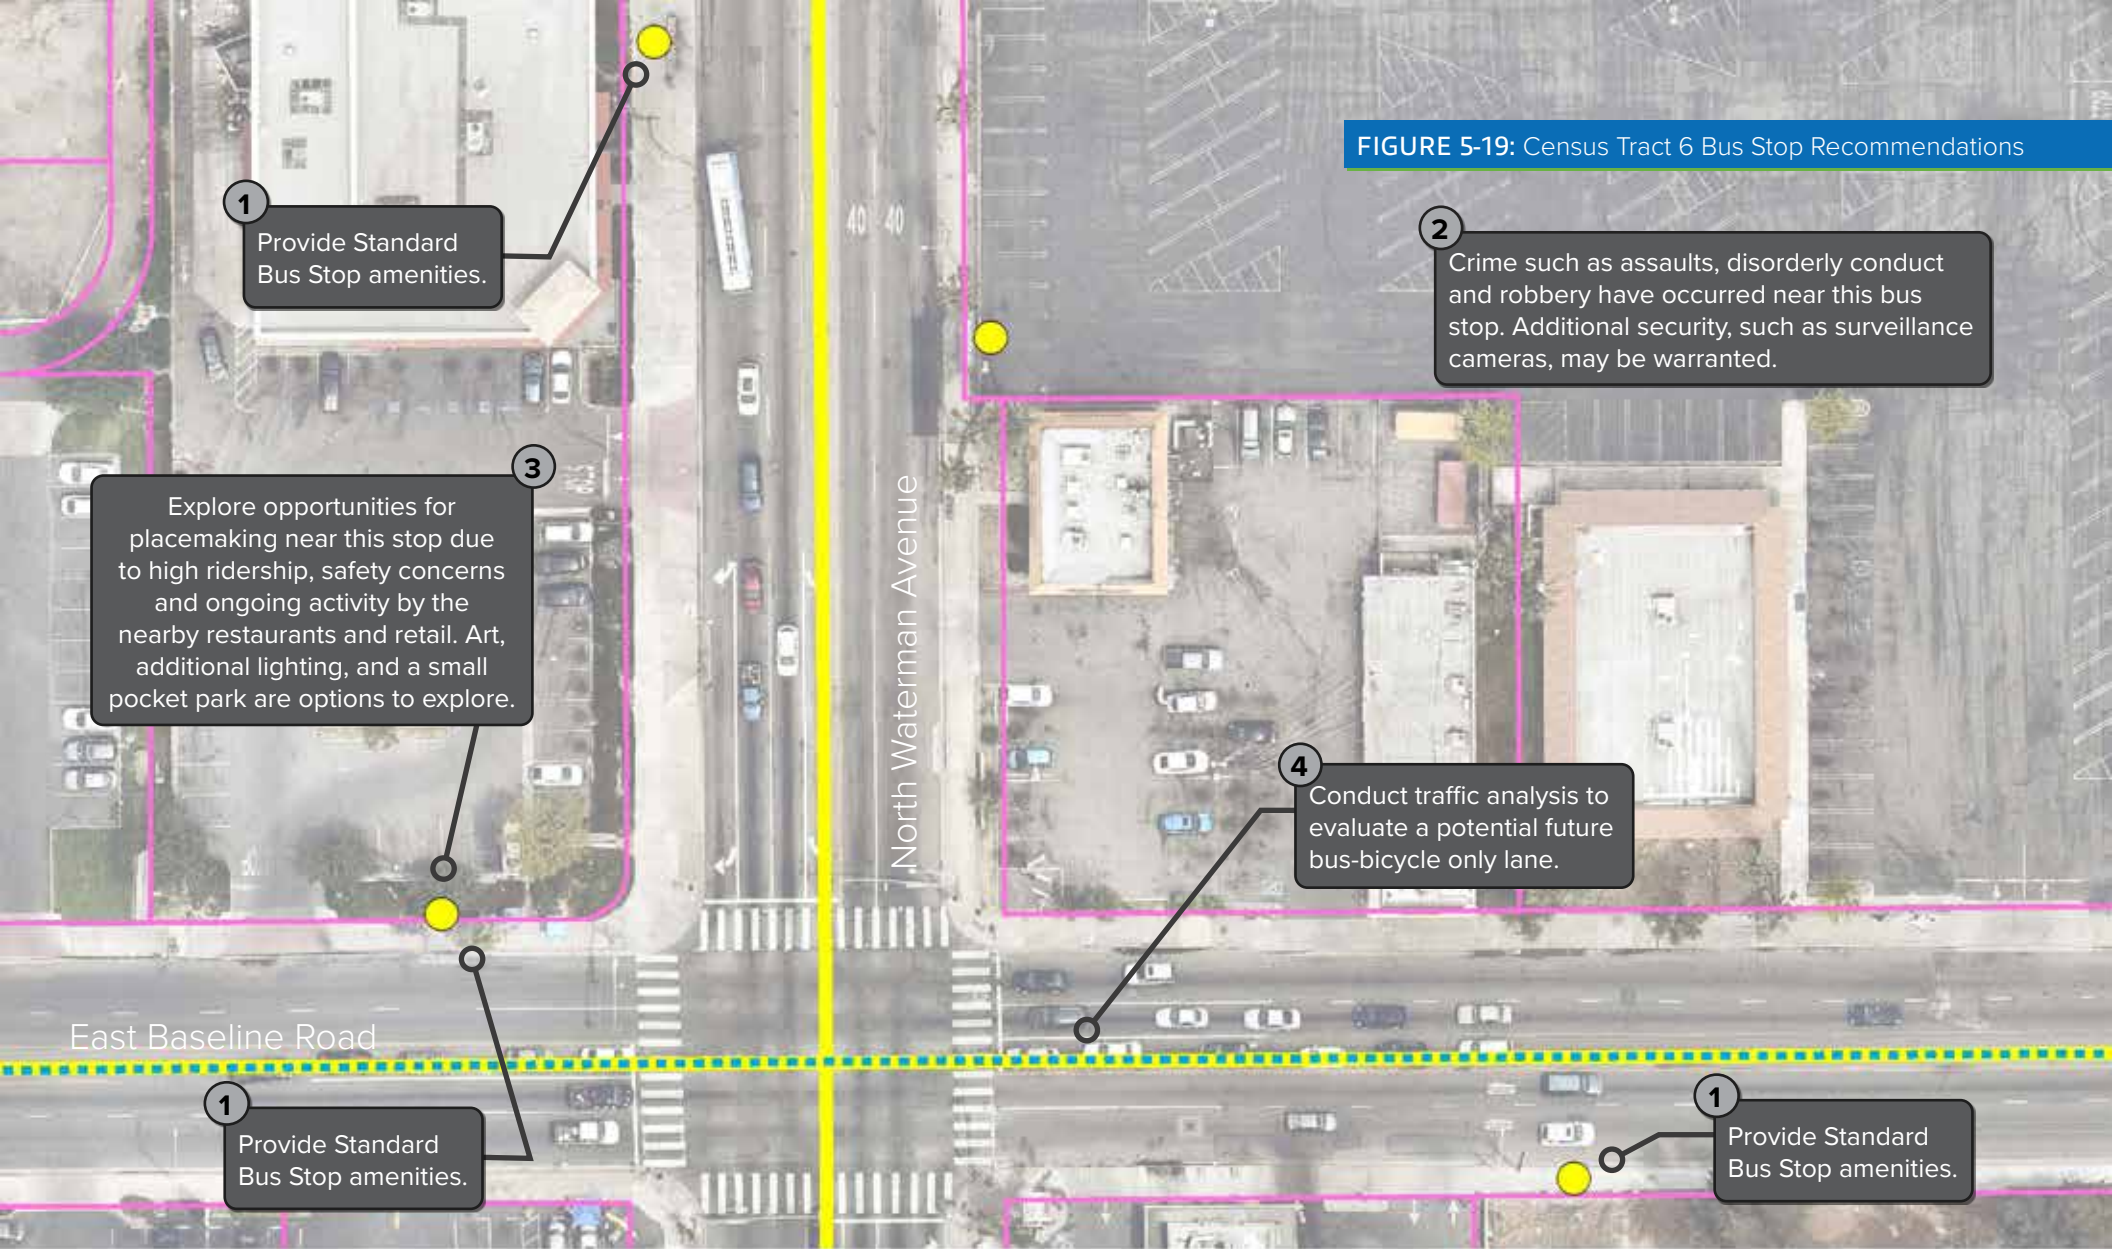 FIGURE 5-19: Census Tract 6 Bus Stop Recommendations
1
Provide Standard
Bus Stop amenities.
40 40
2
Crime such as assaults, disorderly conduct
and robbery have occurred near this bus
stop. Additional security, such as surveillance
cameras, may be warranted.
3
Explore opportunities for
placemaking near this stop due
to high ridership, safety concerns
and ongoing activity by the
nearby restaurants and retail. Art,
additional lighting, and a small
pocket park are options to explore.
North Waterman Avenue
4
Conduct traffic analysis to
evaluate a potential future
bus-bicycle only lane.
East Baseline Road
1
Provide Standard
Bus Stop amenities.
1
Provide Standard
Bus Stop amenities.